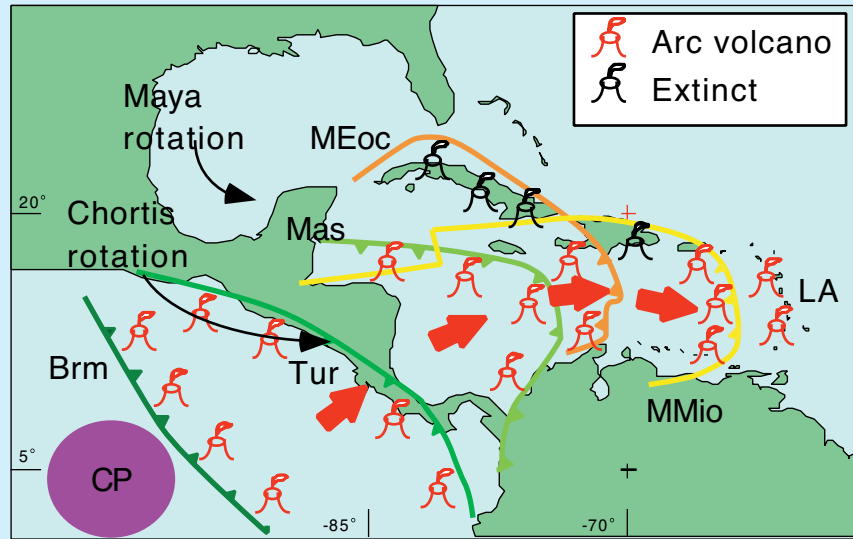 Arc volcano
Extinct
Maya
rotation
MEoc
20°
Chortis
rotation
Mas
LA
Brm
Tur
MMio
5°
CP
-85°
-70°